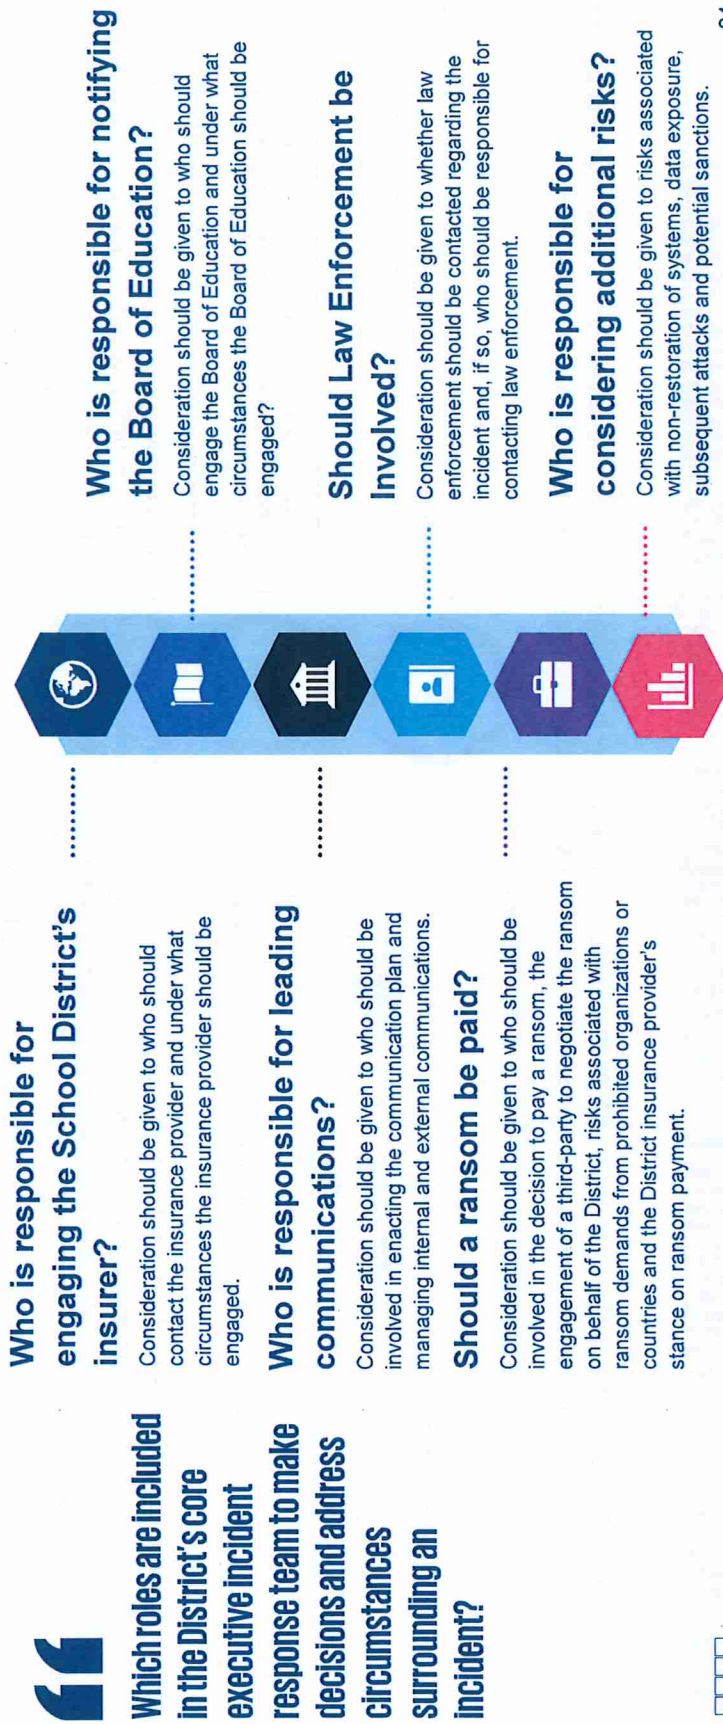 Which roles are included
in the District's core
executive incident
response team to make
decisions and address
circumstances
surrounding an
incident?
Who is responsible for
engaging the School District's
insurer?
Consideration should be given to who should
contact the insurance provider and under what
circumstances the insurance provider should be
engaged.
Who is responsible for leading
communications?
Consideration should be given to who should be
involved in enacting the communication plan and
managing internal and external communications.
Should a ransom be paid?
Consideration should be given to who should be
involved in the decision to pay a ransom, the
engagement of a third-party to negotiate the ransom
on behalf of the District, risks associated with
ransom demands from prohibited organizations or
countries and the District insurance provider's
stance on ransom payment.
Who is responsible for notifying
the Board of Education?
Consideration should be given to who should
engage the Board of Education and under what
circumstances the Board of Education should be
engaged?
Should Law Enforcement be
Involved?
Consideration should be given to whether law
enforcement should be contacted regarding the
incident and, if so, who should be responsible for
contacting law enforcement.
Who is responsible for
considering additional risks?
Consideration should be given to risks associated
with non-restoration of systems, data exposure,
subsequent attacks and potential sanctions.